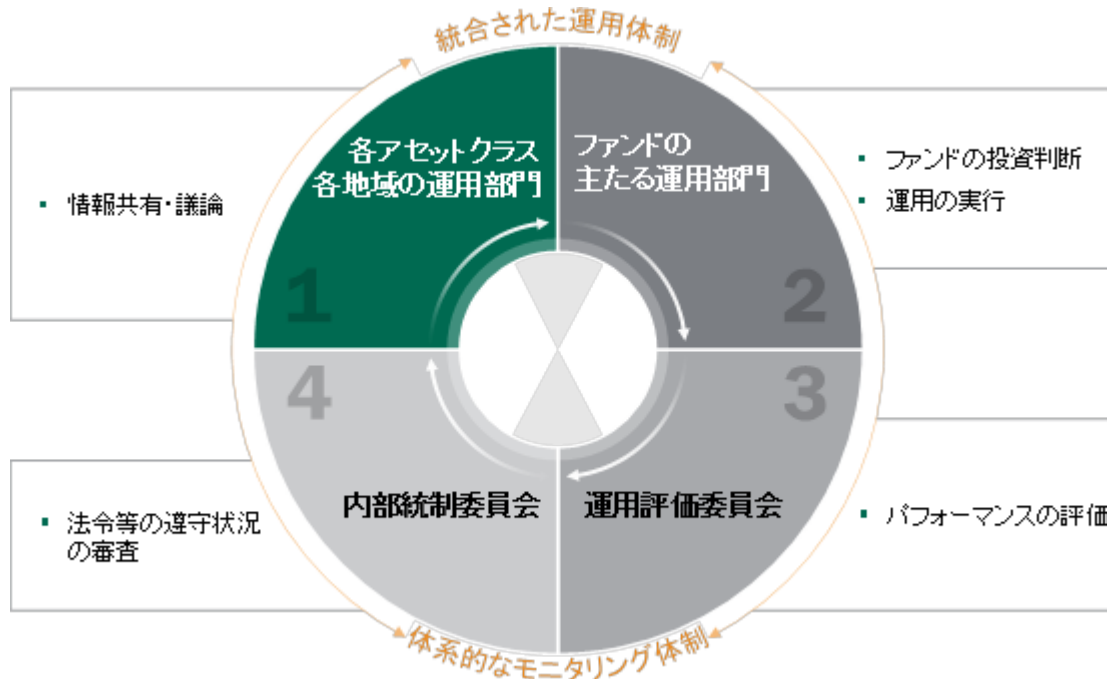 統合された運用体制
各アセットクラス
各地域の運用部門
ファンドの
主たる運用部門
・ 情報共有・議論
・ ファンドの投資判断
・ 運用の実行
1
2
4
3
内部統制委員会
運用評価委員会
・ 法令等の遵守状況
の審査
・ パフォーマンスの評価
体系的なモニタリング体制